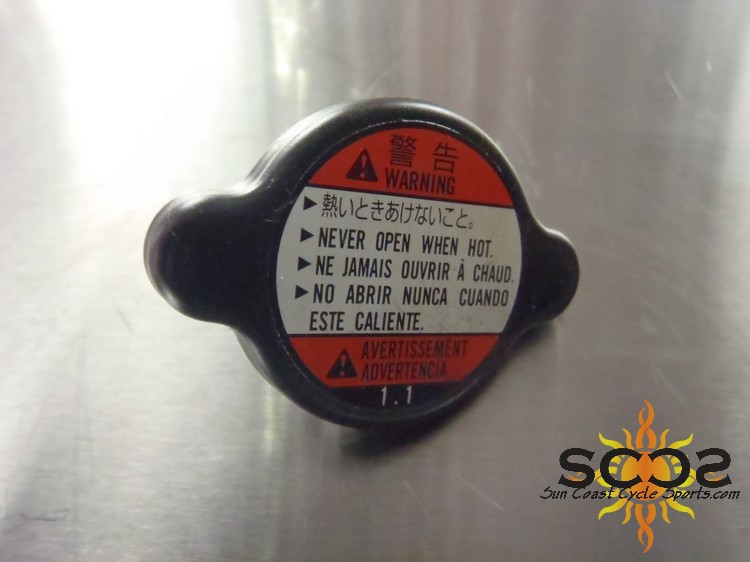 警告
WARNING
▶熱いときあけないこと。
▶NEVER OPEN WHEN HOT.
▶NE JAMAIS OUVRIR À CHAUD.
▶NO ABRIR NUNCA CUANDO
ESTE CALIENTE.
AVERTISSEMENT
ADVERTENCIA
1.1
SCCS
Sun Coast Cycle Sports.com